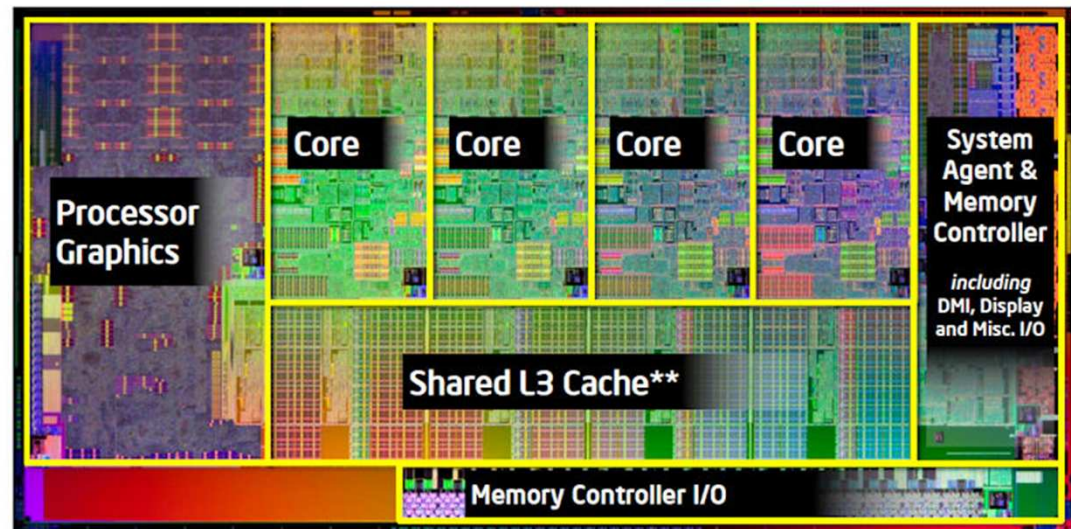 Processor
Graphics
Core
Core
Core
Core
System
Agent &
Memory
Controller
including
DMI, Display
and Misc. I/O
Shared L3 Cache**
Memory Controller I/O